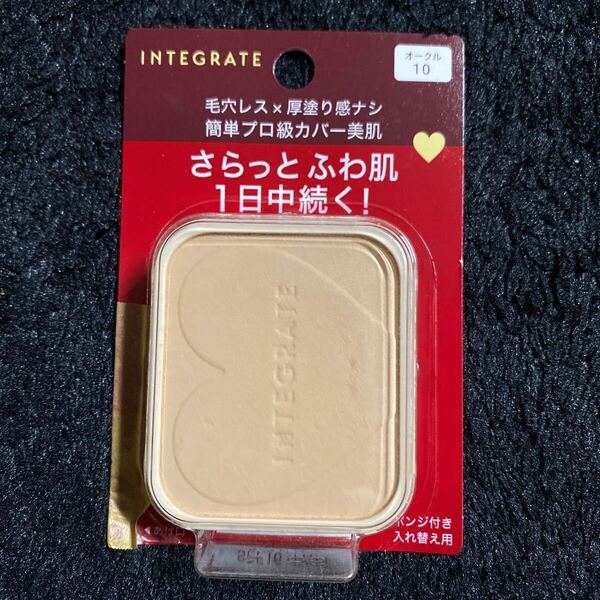 INTEGRATE
オークル
10
毛穴レス×厚塗り感ナシ
簡単プロ級カバー美肌
さらっと ふわ肌
1日中続く!
INTEGRATE
ポンジ付き
入れ替え用